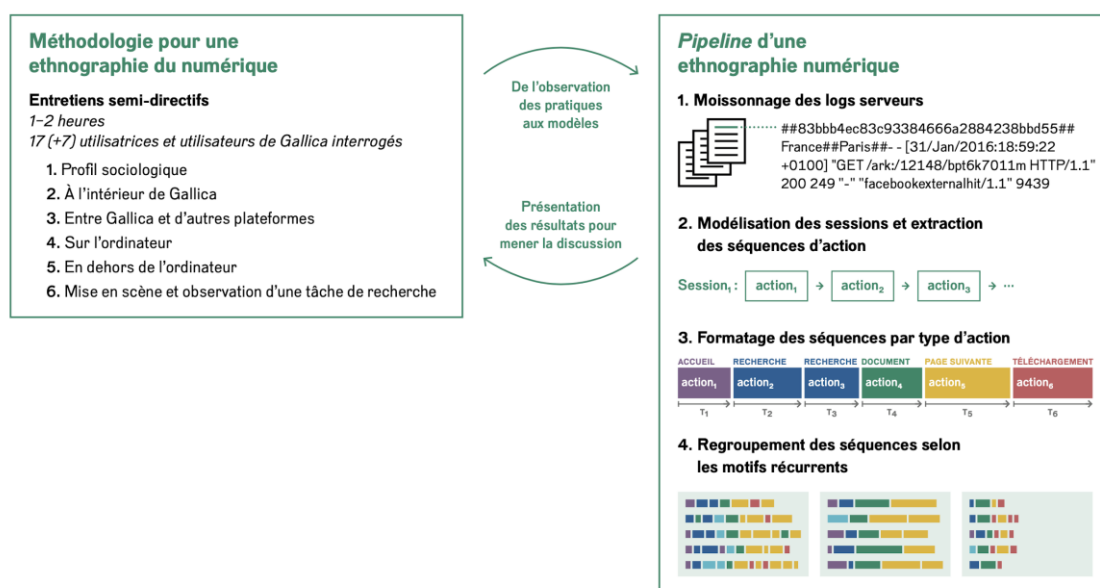 Méthodologie pour une
ethnographie du numérique
Entretiens semi-directifs
1–2 heures
17 (+7) utilisatrices et utilisateurs de Gallica interrogés
1. Profil sociologique
2. À l'intérieur de Gallica
3. Entre Gallica et d'autres plateformes
4. Sur l'ordinateur
5. En dehors de l'ordinateur
6. Mise en scène et observation d'une tâche de recherche
De l'observation
des pratiques
aux modèles
Présentation
des résultats pour
mener la discussion
Pipeline d'une
ethnographie numérique
1. Moissonnage des logs serveurs
##83bbb4ec83c93384666a2884238bbd55##
France##Paris##- - [31/Jan/2016:18:59:22
+0100] "GET /ark:/12148/bpt6k7011m HTTP/1.1"
200 249 "-" "facebookexternalhit/1.1" 9439
2. Modélisation des sessions et extraction
des séquences d'action
Session₁ : action₁ → action₂ → action₃ → ...
3. Formatage des séquences par type d'action
ACCUEIL RECHERCHE RECHERCHE DOCUMENT PAGE SUIVANTE TÉLÉCHARGEMENT
action₁ action₂ action₃ action₄ action₅ action₆
T₁ T₂ T₃ T₄ T₅ T₆
4. Regroupement des séquences selon
les motifs récurrents